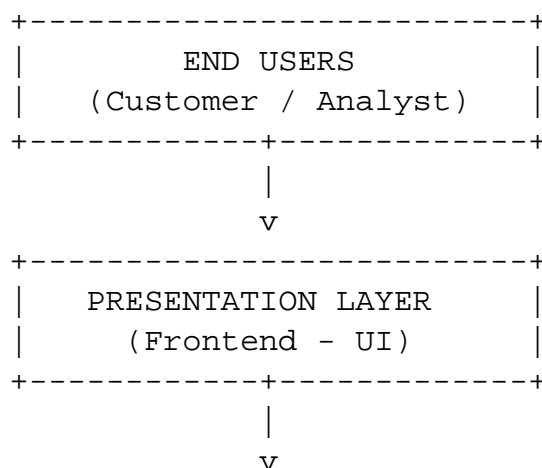 +--------------------------+
|        END USERS         |
|   (Customer / Analyst)   |
+------------+-------------+
|
v
+--------------------------+
|   PRESENTATION LAYER     |
|     (Frontend - UI)      |
+------------+-------------+
|
v